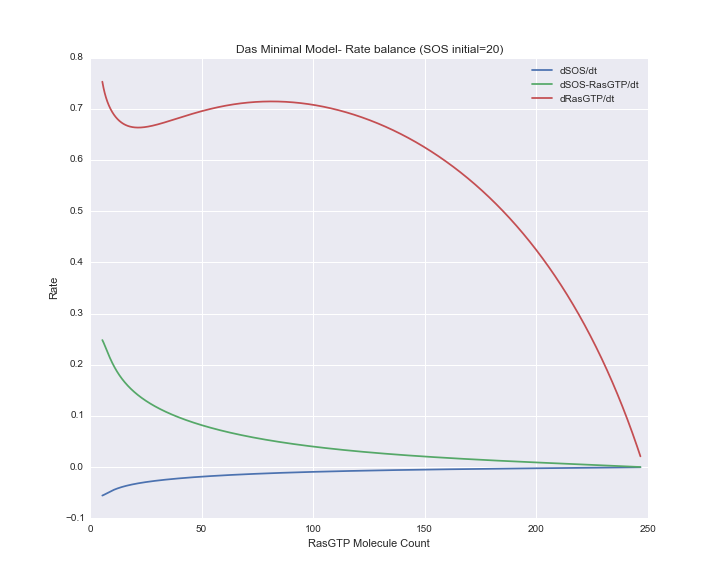 Das Minimal Model- Rate balance (SOS initial=20)
dSOS/dt
dSOS-RasGTP/dt
dRasGTP/dt
0.8
0.7
0.6
0.5
0.4
0.3
0.2
0.1
0.0
−0.1
Rate
0 50 100 150 200 250
RasGTP Molecule Count